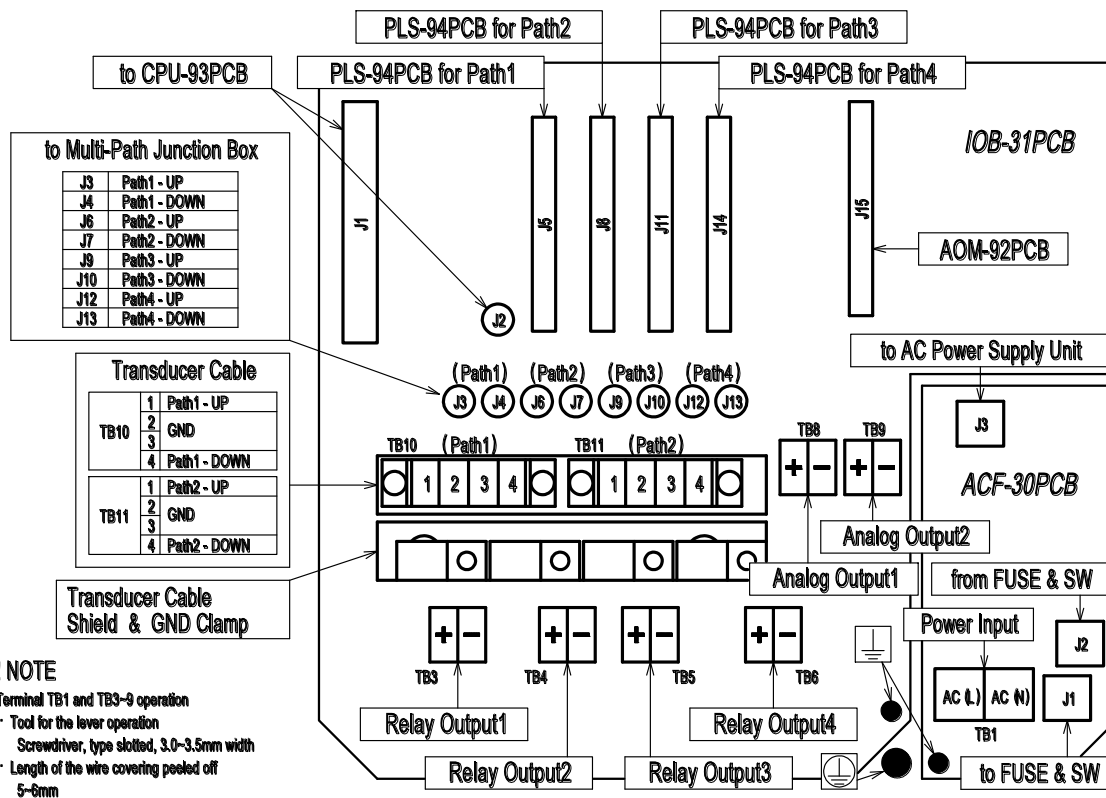 PLS-94PCB for Path2
PLS-94PCB for Path3
to CPU-93PCB
PLS-94PCB for Path1
PLS-94PCB for Path4
IOB-31PCB
to Multi-Path Junction Box
J3 Path1 - UP
J4 Path1 - DOWN
J6 Path2 - UP
J7 Path2 - DOWN
J9 Path3 - UP
J10 Path3 - DOWN
J12 Path4 - UP
J13 Path4 - DOWN
J1
J5
J8
J11
J14
J15
AOM-92PCB
J2
to AC Power Supply Unit
(Path1) (Path2) (Path3) (Path4)
J3 J4 J6 J7 J9 J10 J12 J13
J3
ACF-30PCB
Transducer Cable
TB10
1 Path1 - UP
2 GND
3
4 Path1 - DOWN
TB11
1 Path2 - UP
2 GND
3
4 Path2 - DOWN
TB10 (Path1) TB11 (Path2)
1 2 3 4 1 2 3 4
TB8 TB9
+ - + -
Analog Output2
Analog Output1
from FUSE & SW
Transducer Cable
Shield & GND Clamp
Power Input
+ - + - + - + -
TB3 TB4 TB5 TB6
J2
AC (L) AC (N)
J1
TB1
Relay Output1
Relay Output4
Relay Output2
Relay Output3
to FUSE & SW
NOTE
Terminal TB1 and TB3~9 operation
· Tool for the lever operation
Screwdriver, type slotted, 3.0~3.5mm width
· Length of the wire covering peeled off
5~6mm